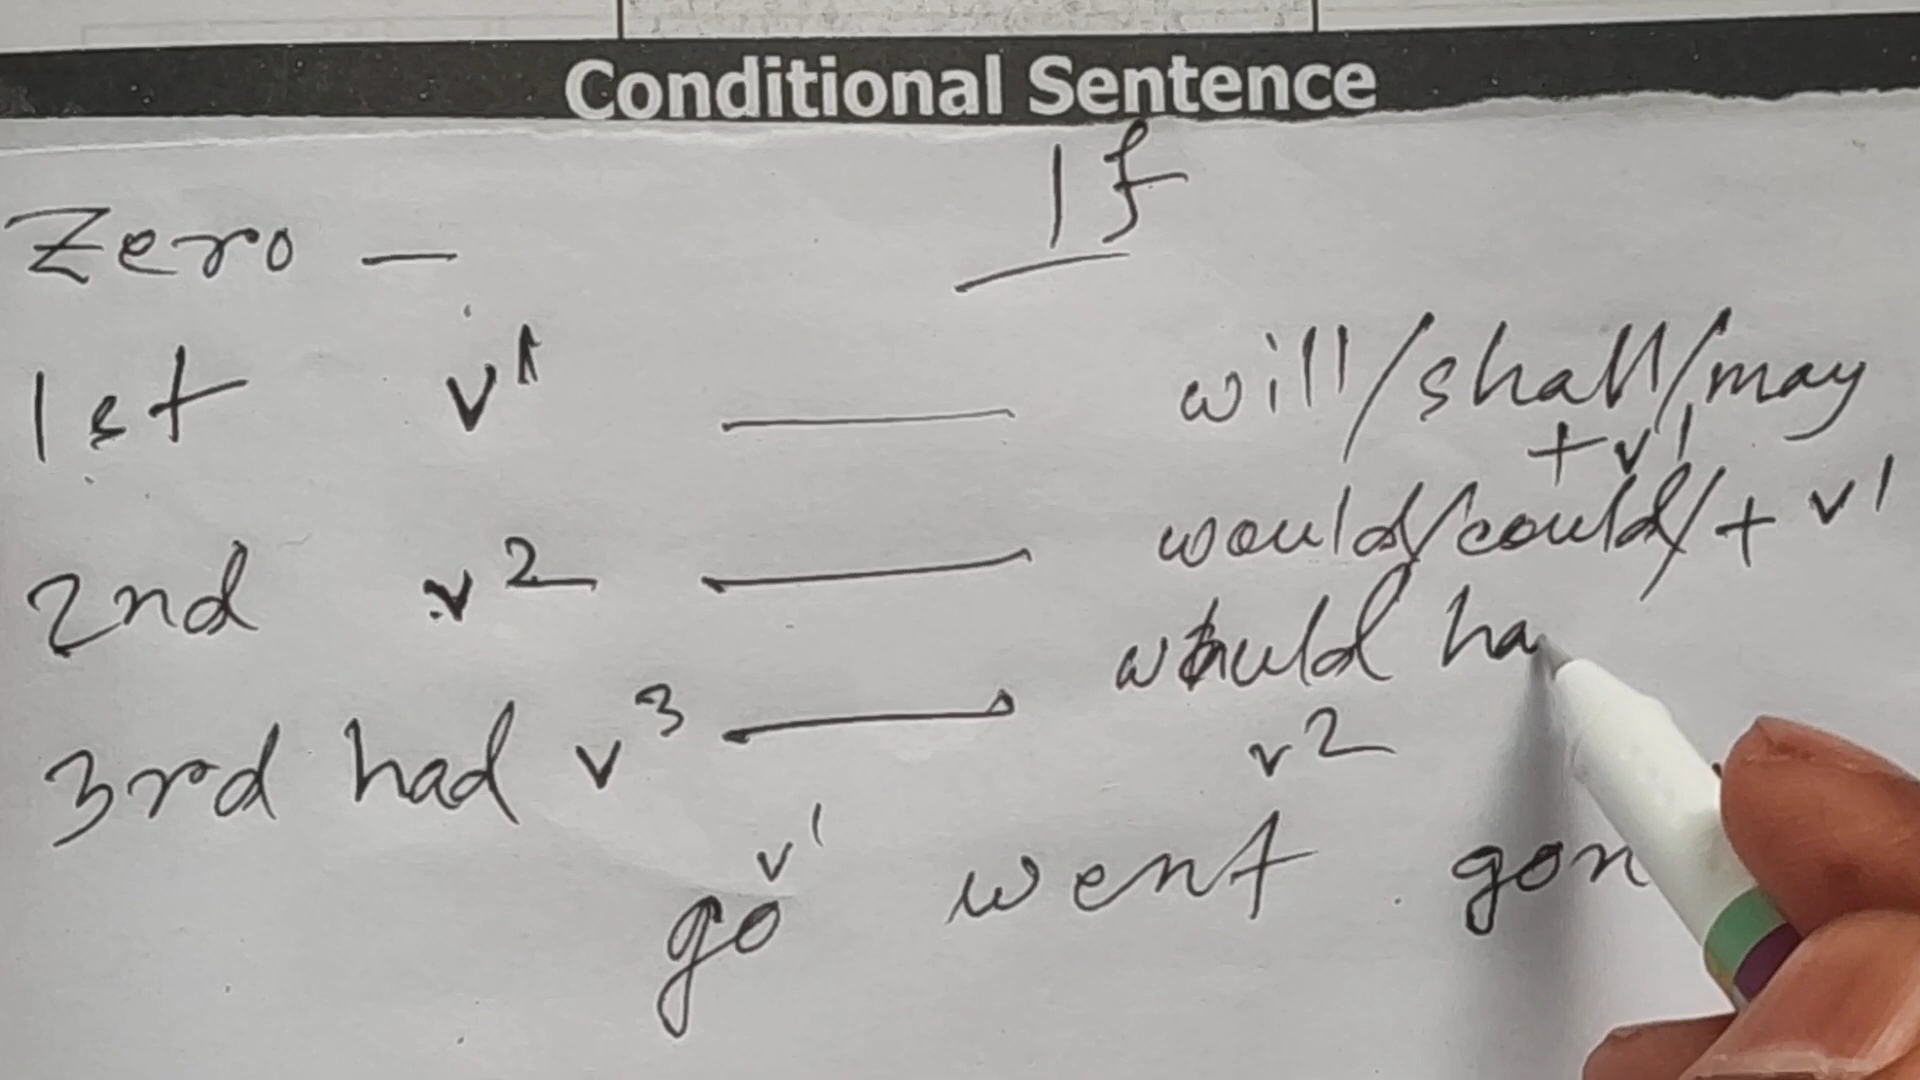 Conditional Sentence
If
Zero —
1st v1 —— will/shall/may
+ v1
2nd v2 —— would/could/ + v1
3rd had v3 —— would ha
v1 v2
go went gon